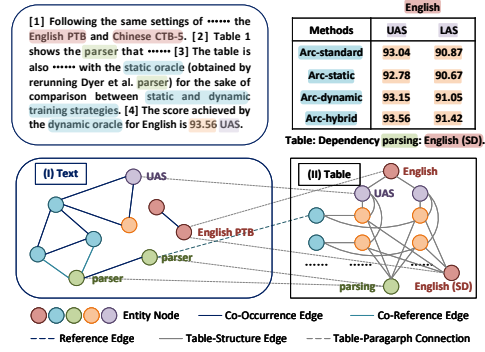 [1] Following the same settings of ······ the
English PTB and Chinese CTB-5. [2] Table 1
shows the parser that ······ [3] The table is
also ······ with the static oracle (obtained by
rerunning Dyer et al. parser) for the sake of
comparison between static and dynamic
training strategies. [4] The score achieved by
the dynamic oracle for English is 93.56 UAS.
English
Methods UAS LAS
Arc-standard 93.04 90.87
Arc-static 92.78 90.67
Arc-dynamic 93.15 91.05
Arc-hybrid 93.56 91.42
Table: Dependency parsing: English (SD).
(I) Text
UAS
English PTB
parser
parser
(II) Table
English
UAS
······ ······ ······
parsing
English (SD)
Entity Node Co-Occurrence Edge Co-Reference Edge
Reference Edge Table-Structure Edge Table-Paragarph Connection